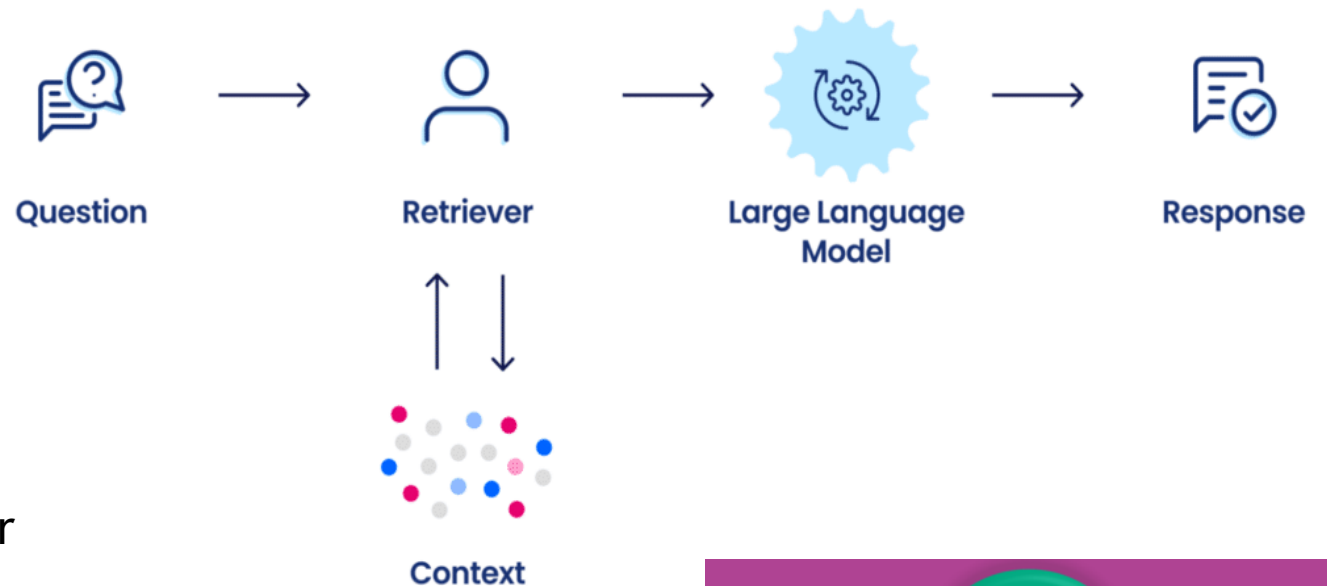 Question
Retriever
Large Language
Model
Response
r
Context